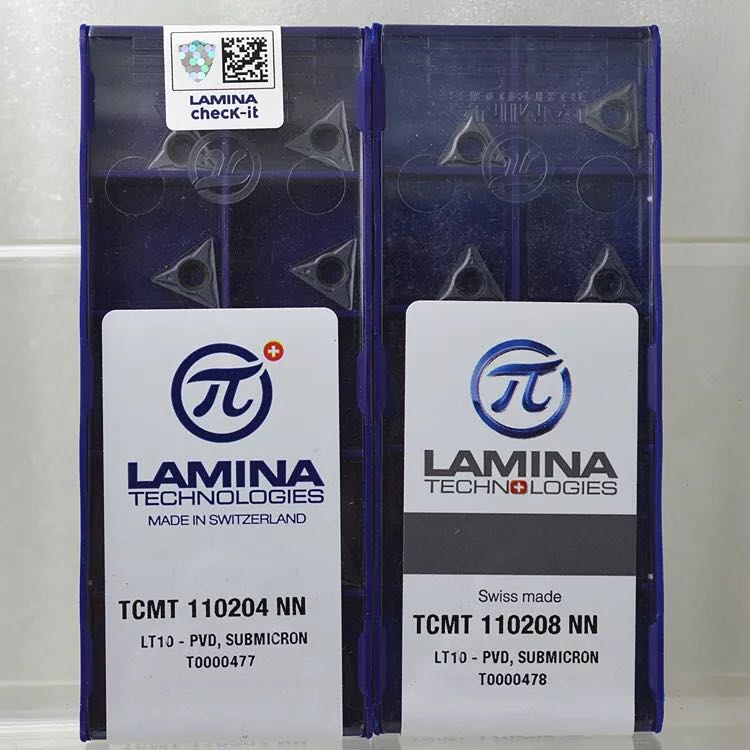 LAMINA
check-it
π
LAMINA
TECHNOLOGIES
MADE IN SWITZERLAND
TCMT 110204 NN
LT10 - PVD, SUBMICRON
T0000477
π
LAMINA
TECHNOLOGIES
Swiss made
TCMT 110208 NN
LT10 - PVD, SUBMICRON
T0000478